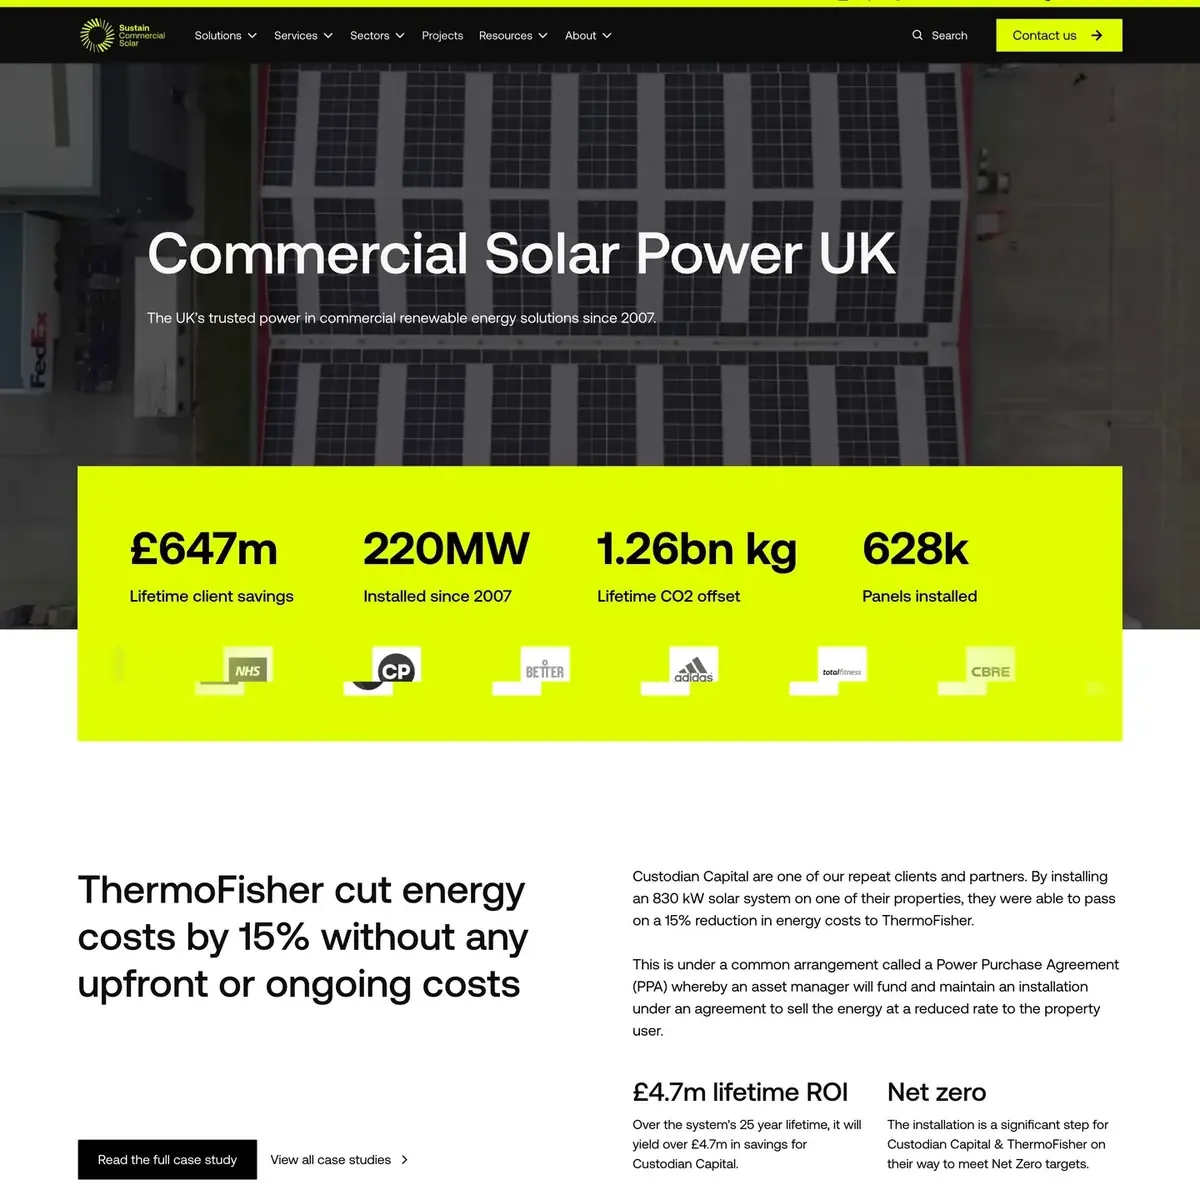 Sustain
Commercial
Solar
Solutions
Services
Sectors
Projects
Resources
About
Search
Contact us
Commercial Solar Power UK
The UK's trusted power in commercial renewable energy solutions since 2007.
FedEx
£647m
Lifetime client savings
220MW
Installed since 2007
1.26bn kg
Lifetime CO2 offset
628k
Panels installed
NHS
CP
BETTER
adidas
totalfitness
CBRE
ThermoFisher cut energy
costs by 15% without any
upfront or ongoing costs
Custodian Capital are one of our repeat clients and partners. By installing
an 830 kW solar system on one of their properties, they were able to pass
on a 15% reduction in energy costs to ThermoFisher.
This is under a common arrangement called a Power Purchase Agreement
(PPA) whereby an asset manager will fund and maintain an installation
under an agreement to sell the energy at a reduced rate to the property
user.
£4.7m lifetime ROI
Over the system's 25 year lifetime, it will
yield over £4.7m in savings for
Custodian Capital.
Net zero
The installation is a significant step for
Custodian Capital & ThermoFisher on
their way to meet Net Zero targets.
Read the full case study
View all case studies